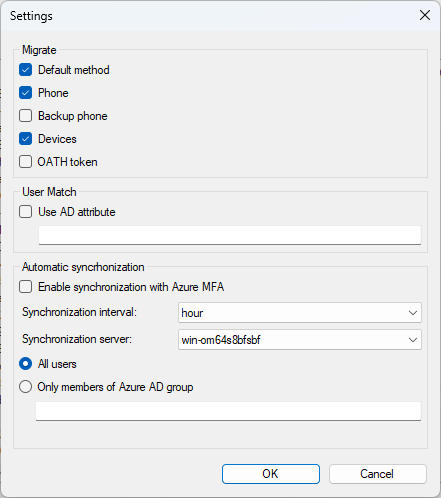 Settings
Migrate
Default method
Phone
Backup phone
Devices
OATH token
User Match
Use AD attribute
Automatic syncrhonization
Enable synchronization with Azure MFA
Synchronization interval: hour
Synchronization server: win-om64s8bfsbf
All users
Only members of Azure AD group
OK Cancel